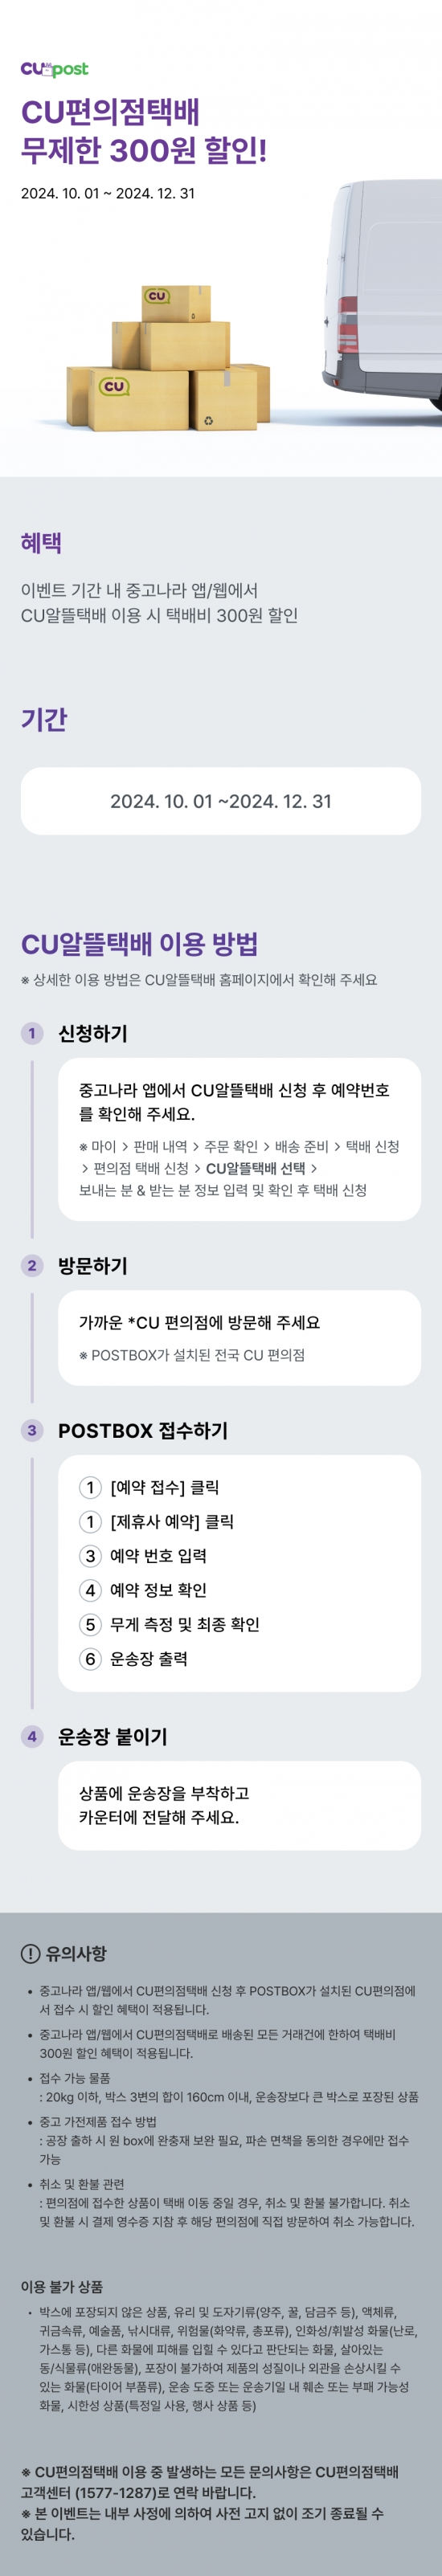 CU post
CU편의점택배
무제한 300원 할인!
2024. 10. 01 ~ 2024. 12. 31
CU
CU
혜택
이벤트 기간 내 중고나라 앱/웹에서
CU알뜰택배 이용 시 택배비 300원 할인
기간
2024. 10. 01 ~2024. 12. 31
CU알뜰택배 이용 방법
※ 상세한 이용 방법은 CU알뜰택배 홈페이지에서 확인해 주세요
1 신청하기
중고나라 앱에서 CU알뜰택배 신청 후 예약번호
를 확인해 주세요.
※ 마이 > 판매 내역 > 주문 확인 > 배송 준비 > 택배 신청
> 편의점 택배 신청 > CU알뜰택배 선택 >
보내는 분 & 받는 분 정보 입력 및 확인 후 택배 신청
2 방문하기
가까운 *CU 편의점에 방문해 주세요
※ POSTBOX가 설치된 전국 CU 편의점
3 POSTBOX 접수하기
① [예약 접수] 클릭
① [제휴사 예약] 클릭
③ 예약 번호 입력
④ 예약 정보 확인
⑤ 무게 측정 및 최종 확인
⑥ 운송장 출력
4 운송장 붙이기
상품에 운송장을 부착하고
카운터에 전달해 주세요.
! 유의사항
• 중고나라 앱/웹에서 CU편의점택배 신청 후 POSTBOX가 설치된 CU편의점에
서 접수 시 할인 혜택이 적용됩니다.
• 중고나라 앱/웹에서 CU편의점택배로 배송된 모든 거래건에 한하여 택배비
300원 할인 혜택이 적용됩니다.
• 접수 가능 물품
: 20kg 이하, 박스 3변의 합이 160cm 이내, 운송장보다 큰 박스로 포장된 상품
• 중고 가전제품 접수 방법
: 공장 출하 시 원 box에 완충재 보완 필요, 파손 면책을 동의한 경우에만 접수
가능
• 취소 및 환불 관련
: 편의점에 접수한 상품이 택배 이동 중일 경우, 취소 및 환불 불가합니다. 취소
및 환불 시 결제 영수증 지참 후 해당 편의점에 직접 방문하여 취소 가능합니다.
이용 불가 상품
• 박스에 포장되지 않은 상품, 유리 및 도자기류(양주, 꿀, 담금주 등), 액체류,
귀금속류, 예술품, 낚시대류, 위험물(화약류, 총포류), 인화성/휘발성 화물(난로,
가스통 등), 다른 화물에 피해를 입힐 수 있다고 판단되는 화물, 살아있는
동/식물류(애완동물), 포장이 불가하여 제품의 성질이나 외관을 손상시킬 수
있는 화물(타이어 부품류), 운송 도중 또는 운송기일 내 훼손 또는 부패 가능성
화물, 시한성 상품(특정일 사용, 행사 상품 등)
※ CU편의점택배 이용 중 발생하는 모든 문의사항은 CU편의점택배
고객센터 (1577-1287)로 연락 바랍니다.
※ 본 이벤트는 내부 사정에 의하여 사전 고지 없이 조기 종료될 수
있습니다.